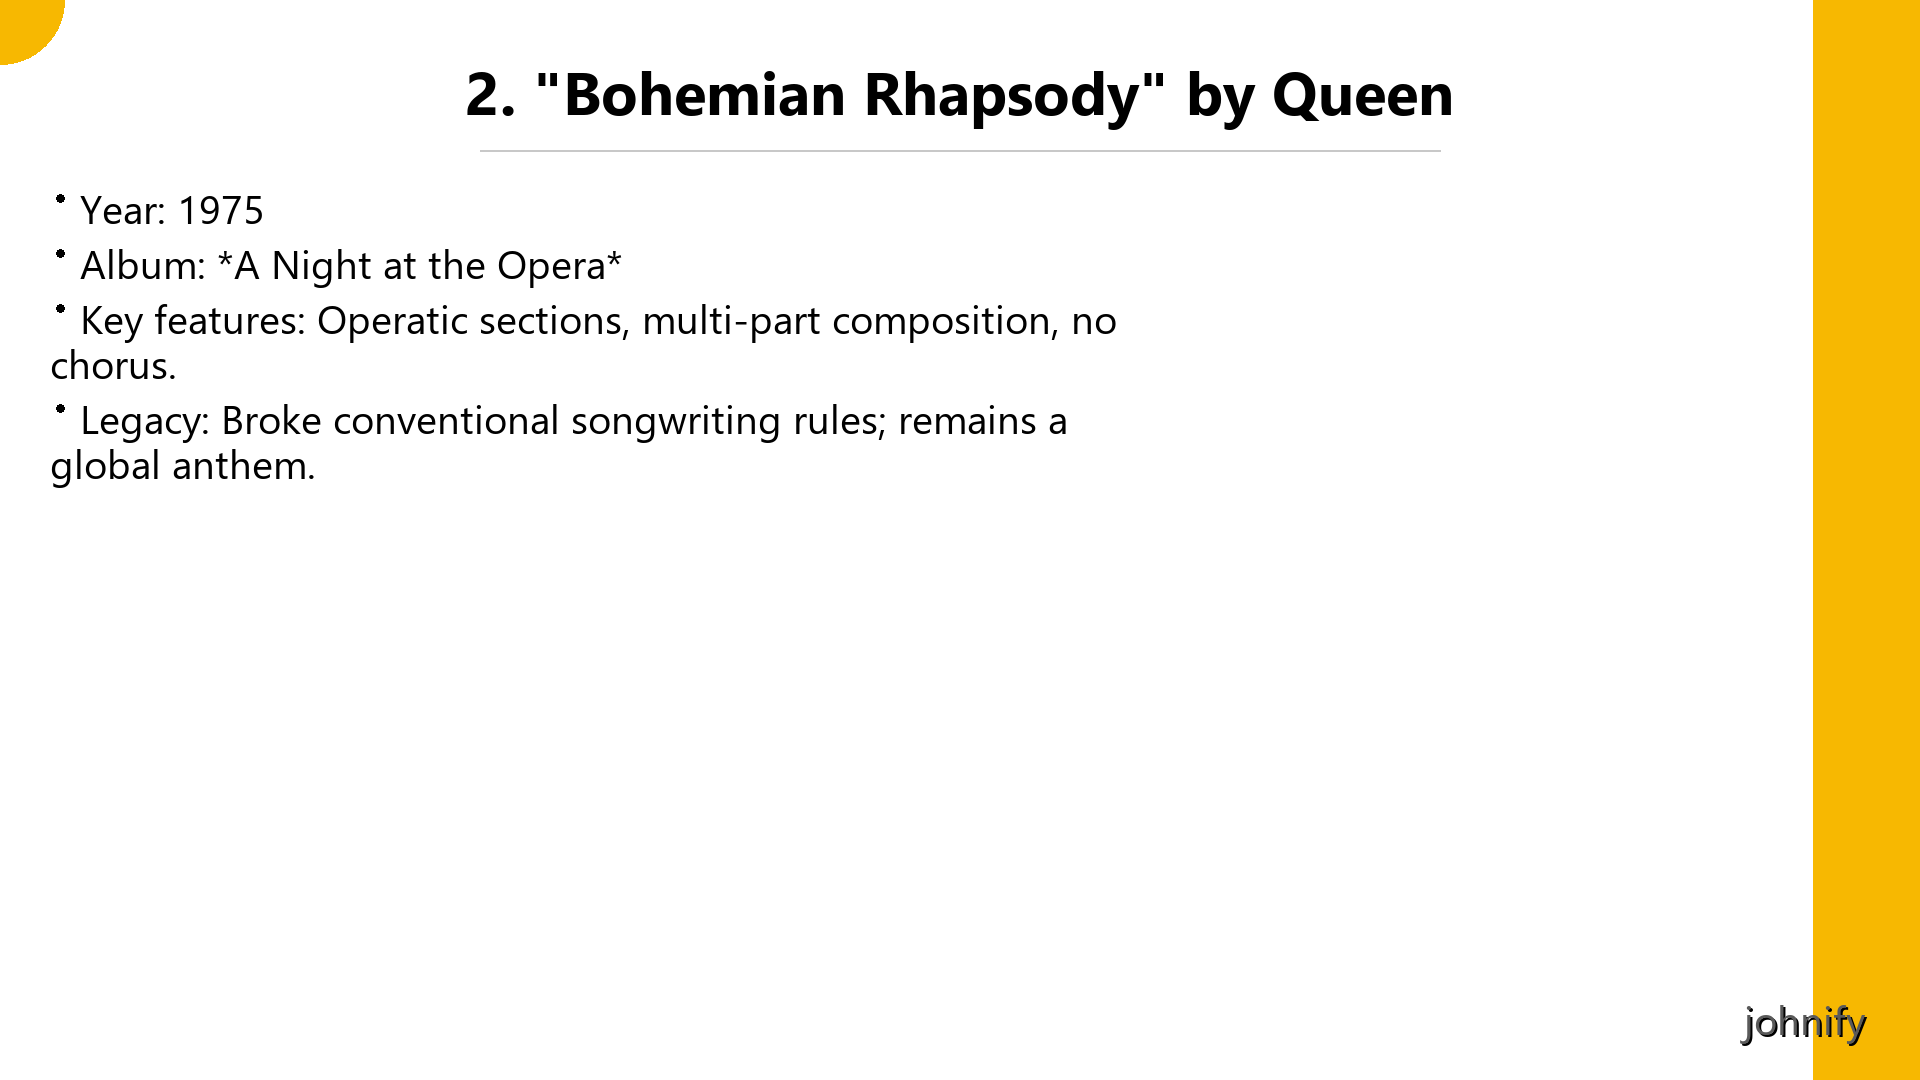 2. "Bohemian Rhapsody" by Queen
• Year: 1975
• Album: *A Night at the Opera*
• Key features: Operatic sections, multi-part composition, no
chorus.
• Legacy: Broke conventional songwriting rules; remains a
global anthem.
johnify